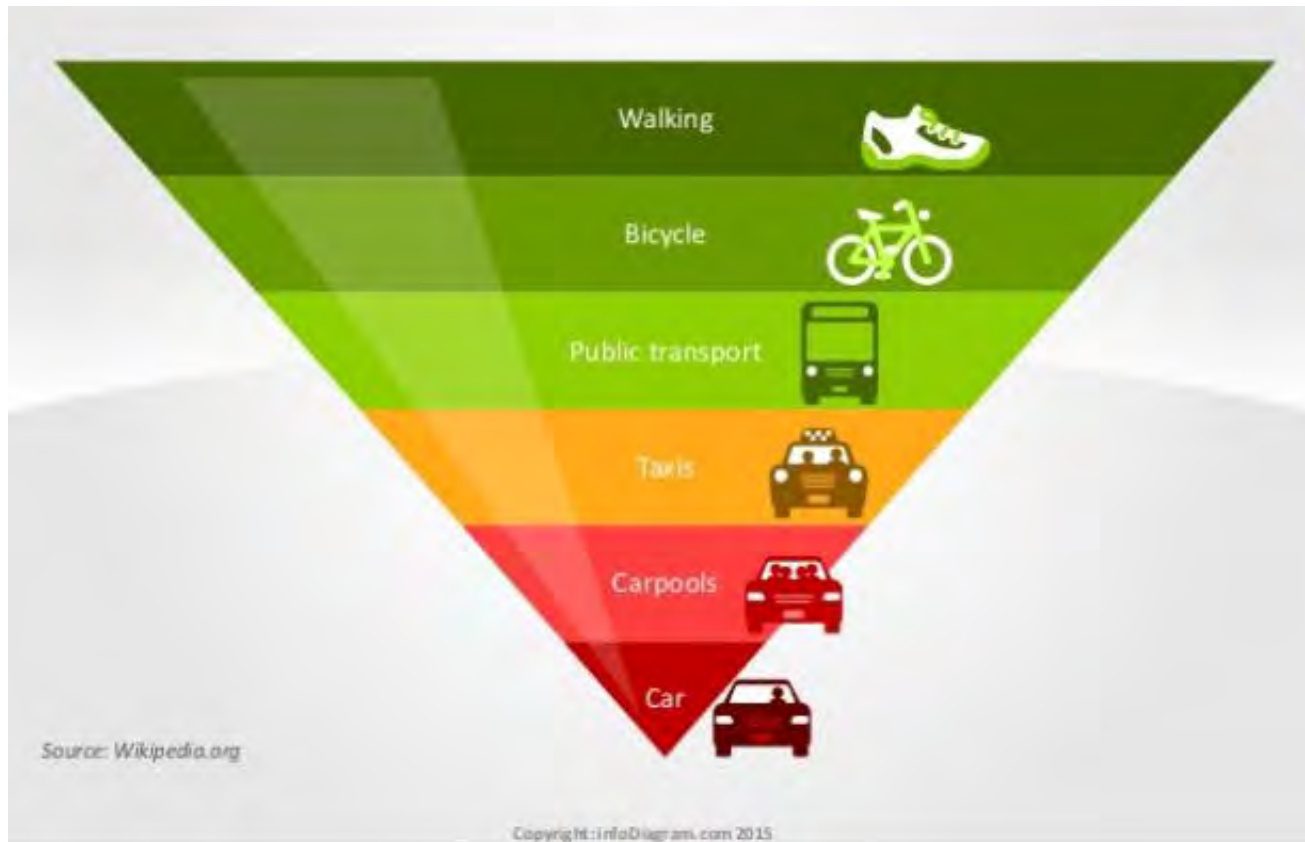 Walking
Bicycle
Public transport
Taxis
Carpools
Car
Source: Wikipedia.org
Copyright: infoDiagram.com 2015